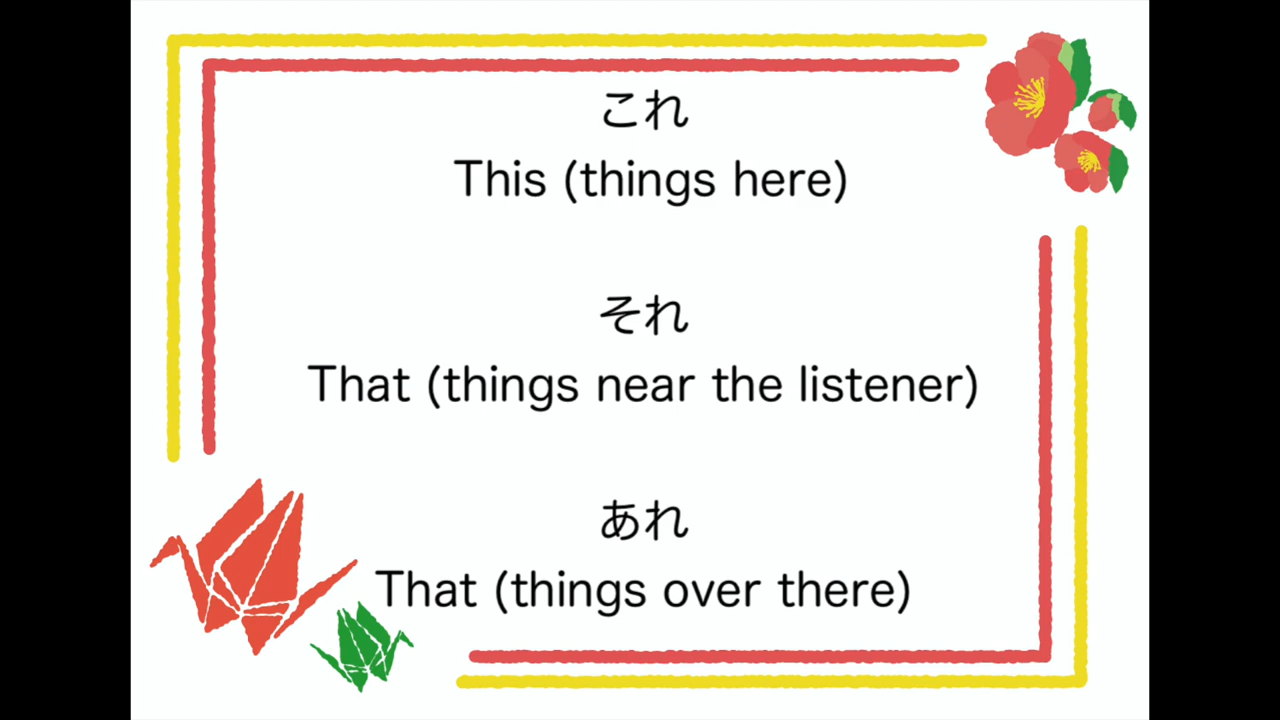 これ
This (things here)
それ
That (things near the listener)
あれ
That (things over there)